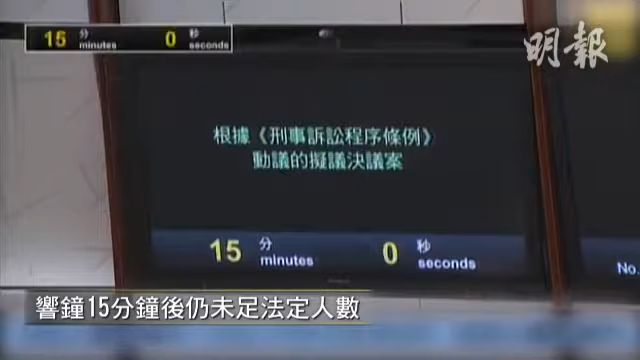 15 分 minutes 0 秒 seconds
明報
根據《刑事訴訟程序條例》
動議的擬議決議案
15 分 minutes 0 秒 seconds
No.
響鐘15分鐘後仍未足法定人數